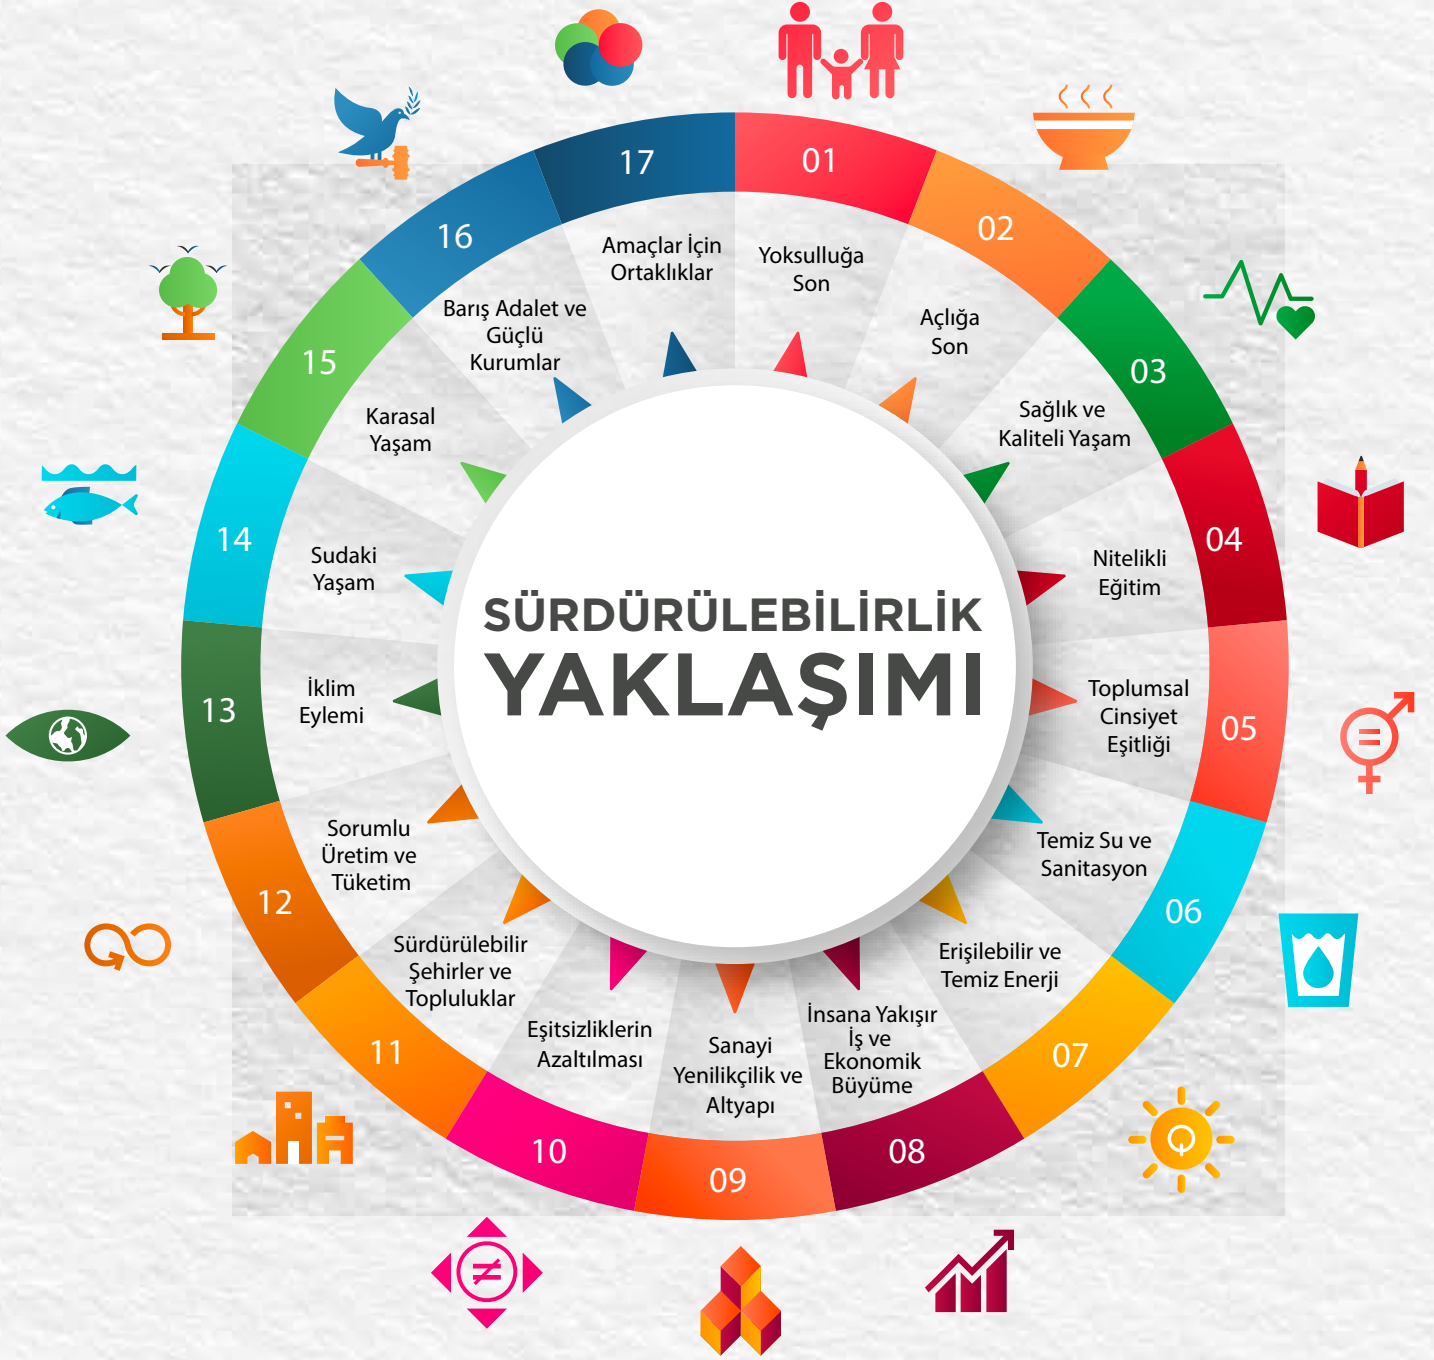 SÜRDÜRÜLEBİLİRLİK
YAKLAŞIMI
01
Yoksulluğa
Son
02
Açlığa
Son
03
Sağlık ve
Kaliteli Yaşam
04
Nitelikli
Eğitim
05
Toplumsal
Cinsiyet
Eşitliği
06
Temiz Su ve
Sanitasyon
07
Erişilebilir ve
Temiz Enerji
08
İnsana Yakışır
İş ve
Ekonomik
Büyüme
09
Sanayi
Yenilikçilik ve
Altyapı
10
Eşitsizliklerin
Azaltılması
11
Sürdürülebilir
Şehirler ve
Topluluklar
12
Sorumlu
Üretim ve
Tüketim
13
İklim
Eylemi
14
Sudaki
Yaşam
15
Karasal
Yaşam
16
Barış Adalet ve
Güçlü
Kurumlar
17
Amaçlar İçin
Ortaklıklar